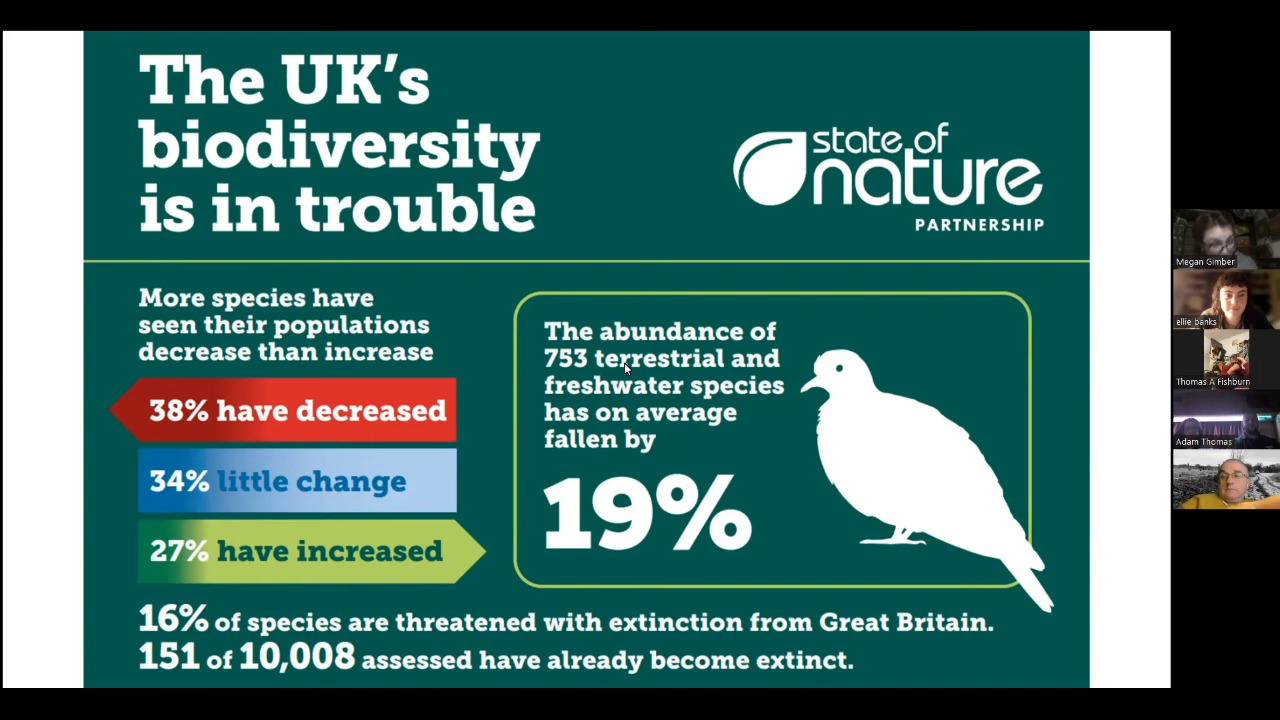 The UK's
biodiversity
is in trouble
state of
nature
PARTNERSHIP
More species have
seen their populations
decrease than increase
38% have decreased
34% little change
27% have increased
The abundance of
753 terrestrial and
freshwater species
has on average
fallen by
19%
16% of species are threatened with extinction from Great Britain.
151 of 10,008 assessed have already become extinct.
Megan Gimber
ellie banks
Thomas A Fishburn
Adam Thomas